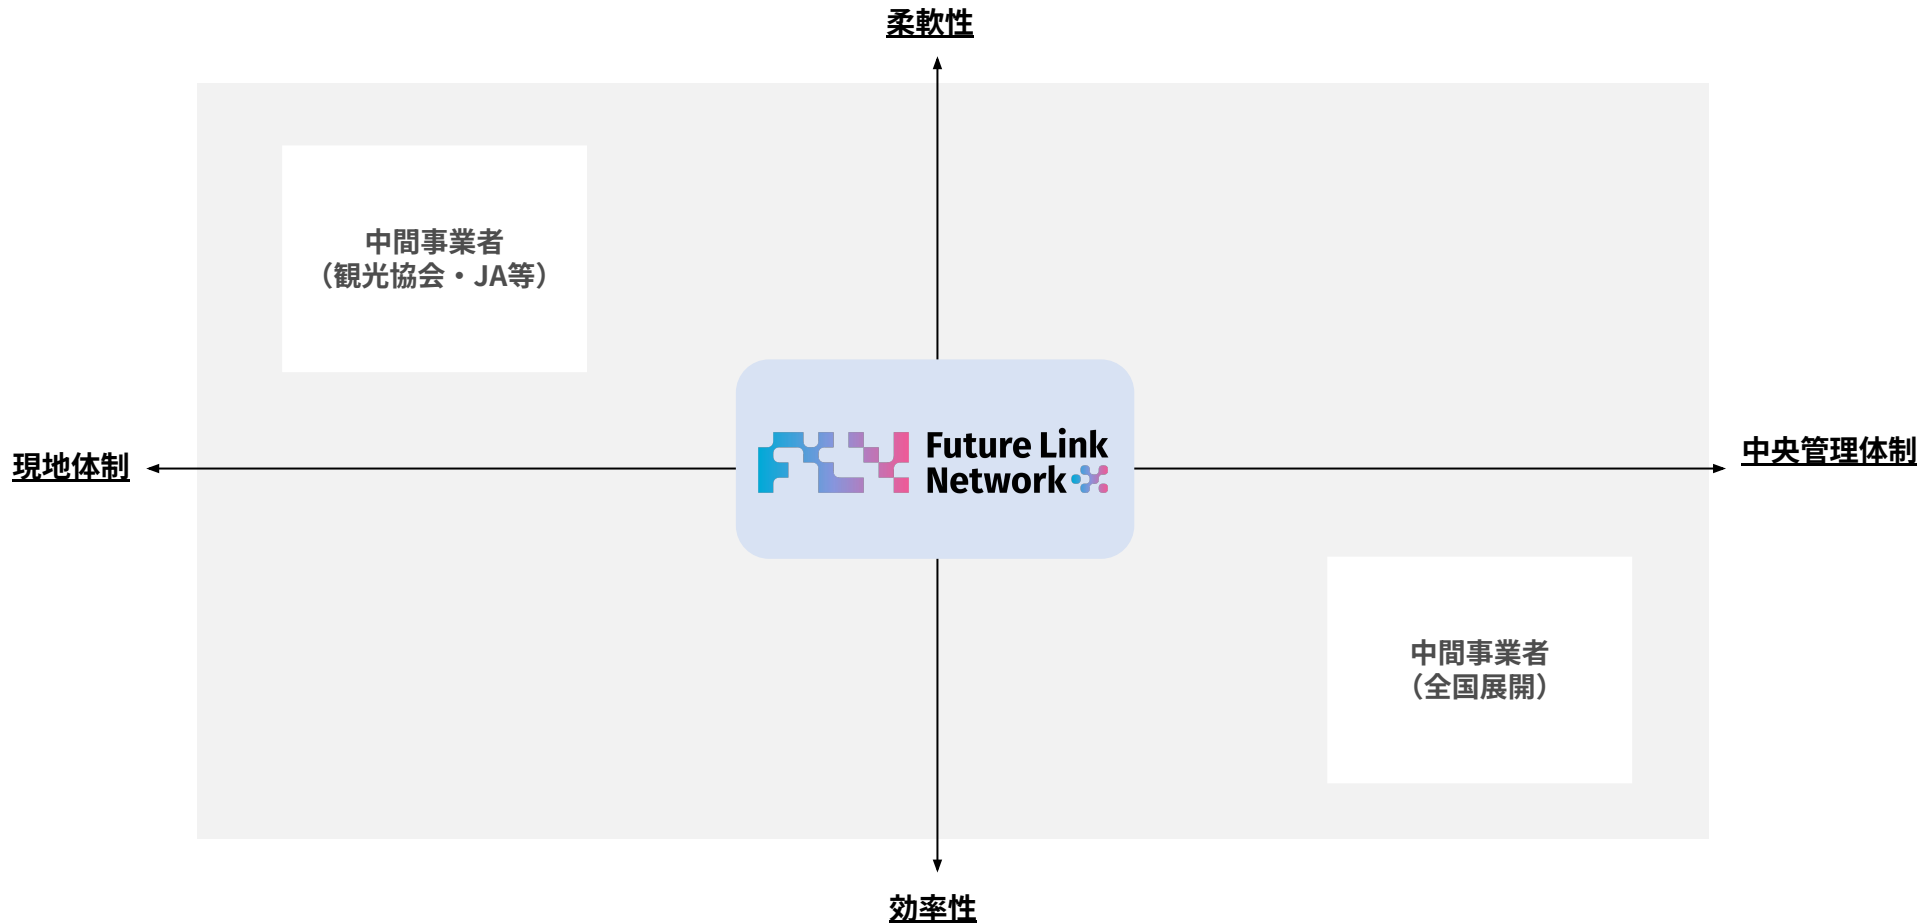 柔軟性
中間事業者
（観光協会・JA等）
現地体制
FLN
Future Link
Network
中央管理体制
中間事業者
（全国展開）
効率性